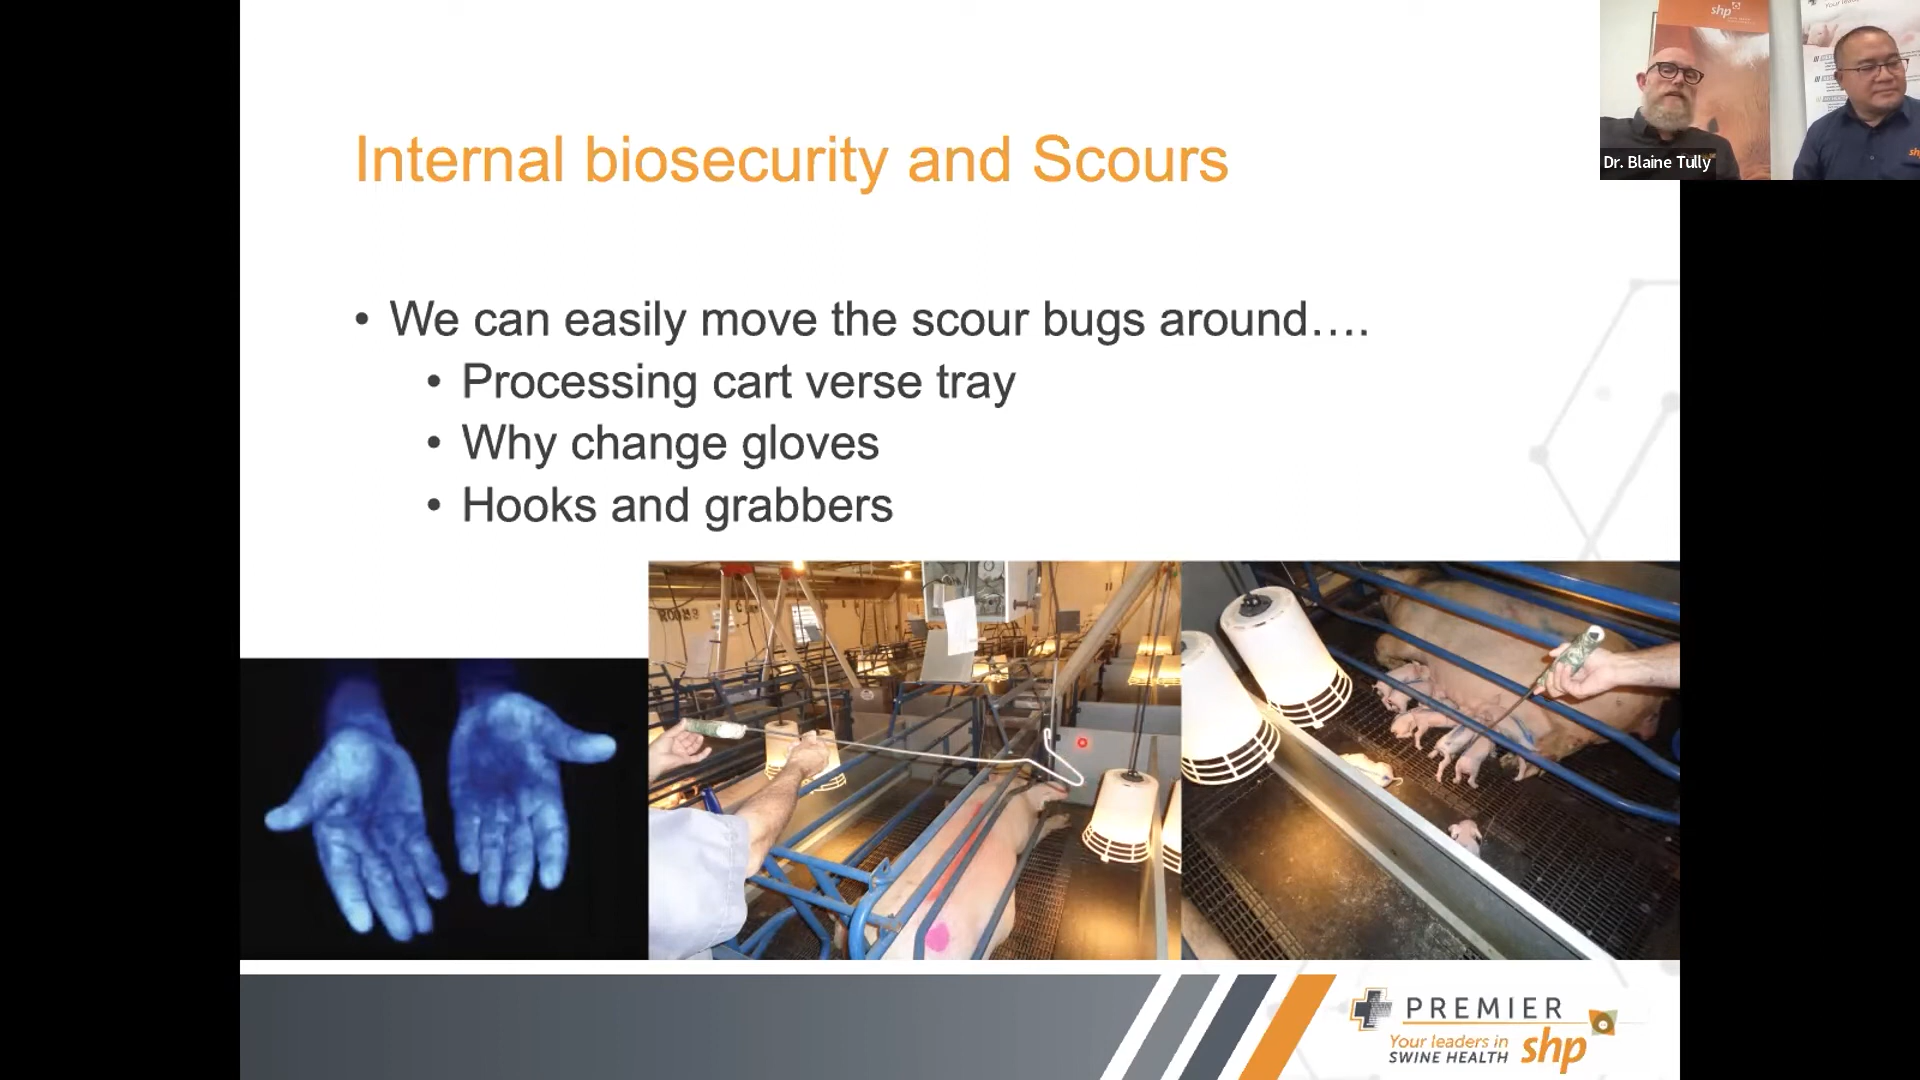 Internal biosecurity and Scours
• We can easily move the scour bugs around….
• Processing cart verse tray
• Why change gloves
• Hooks and grabbers
shp
Dr. Blaine Tully
PREMIER
Your leaders in
SWINE HEALTH
shp